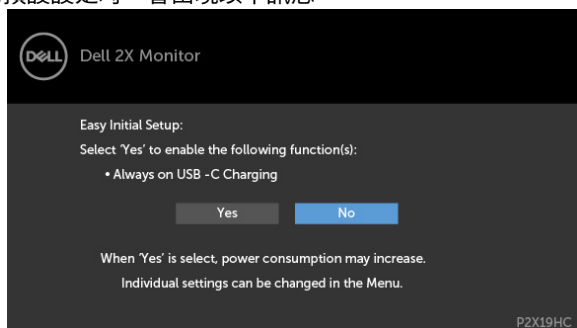 DELL Dell 2X Monitor
Easy Initial Setup:
Select 'Yes' to enable the following function(s):
• Always on USB -C Charging
Yes No
When 'Yes' is select, power consumption may increase.
Individual settings can be changed in the Menu.
P2X19HC